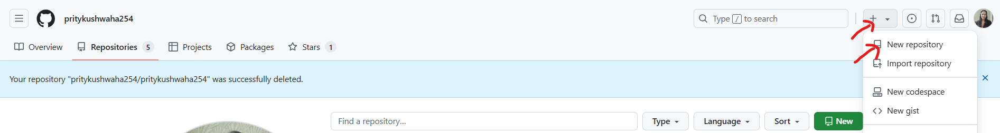 pritykushwaha254
Type / to search
Overview
Repositories 5
Projects
Packages
Stars 1
New repository
Import repository
Your repository "pritykushwaha254/pritykushwaha254" was successfully deleted.
New codespace
New gist
Find a repository...
Type
Language
Sort
New